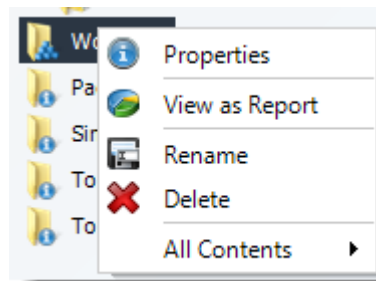 Properties
View as Report
Rename
Delete
All Contents